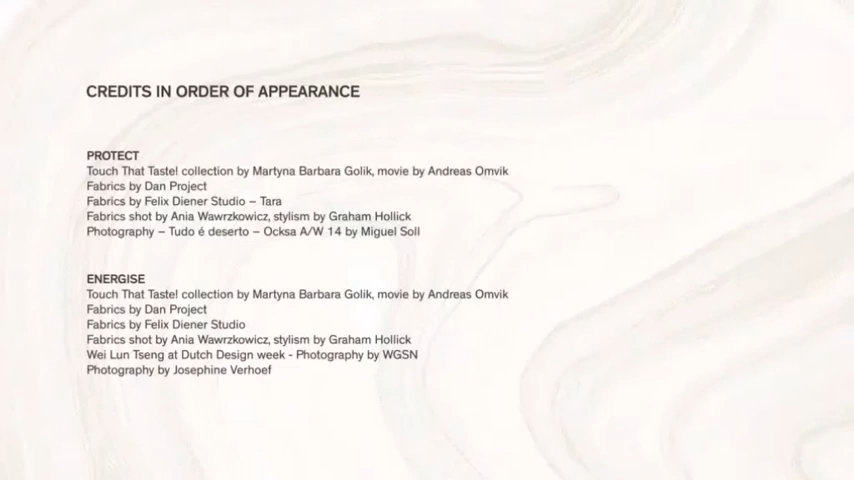 CREDITS IN ORDER OF APPEARANCE
PROTECT
Touch That Taste! collection by Martyna Barbara Golik, movie by Andreas Omvik
Fabrics by Dan Project
Fabrics by Felix Diener Studio – Tara
Fabrics shot by Ania Wawrzkowicz, stylism by Graham Hollick
Photography – Tudo é deserto – Ocksa A/W 14 by Miguel Soll
ENERGISE
Touch That Taste! collection by Martyna Barbara Golik, movie by Andreas Omvik
Fabrics by Dan Project
Fabrics by Felix Diener Studio
Fabrics shot by Ania Wawrzkowicz, stylism by Graham Hollick
Wei Lun Tseng at Dutch Design week - Photography by WGSN
Photography by Josephine Verhoef